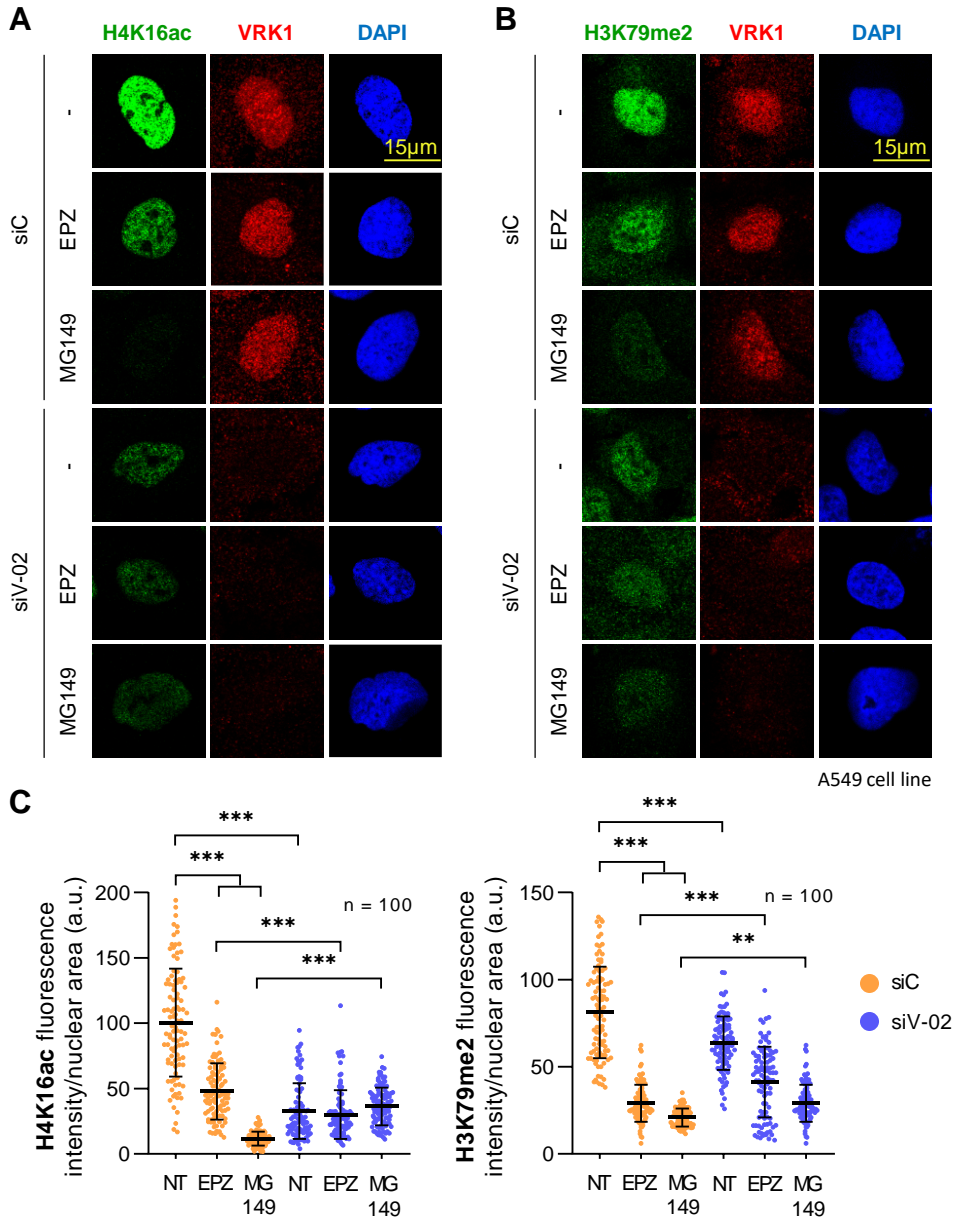 A
H4K16ac VRK1 DAPI
siC
-
15µm
EPZ
MG149
siV-02
-
EPZ
MG149
B
H3K79me2 VRK1 DAPI
siC
-
15µm
EPZ
MG149
siV-02
-
EPZ
MG149
A549 cell line
C
H4K16ac fluorescence
intensity/nuclear area (a.u.)
***
***
n = 100
***
***
200
150
100
50
0
NT EPZ MG NT EPZ MG
149 149
H3K79me2 fluorescence
intensity/nuclear area (a.u.)
***
***
n = 100
***
**
150
100
50
0
NT EPZ MG NT EPZ MG
149 149
siC
siV-02